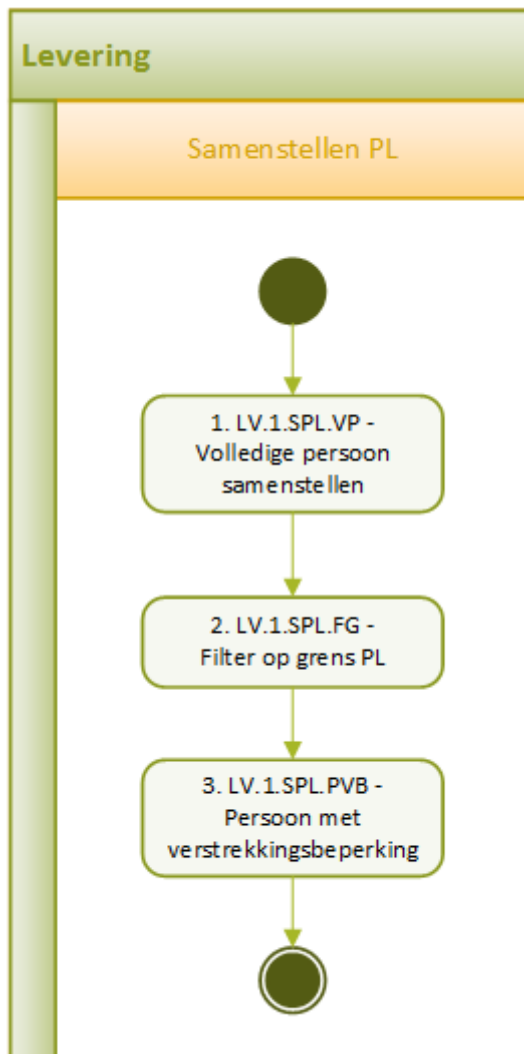 Levering
Samenstellen PL
1. LV.1.SPL.VP -
Volledige persoon
samenstellen
2. LV.1.SPL.FG -
Filter op grens PL
3. LV.1.SPL.PVB -
Persoon met
verstrekkingsbeperking